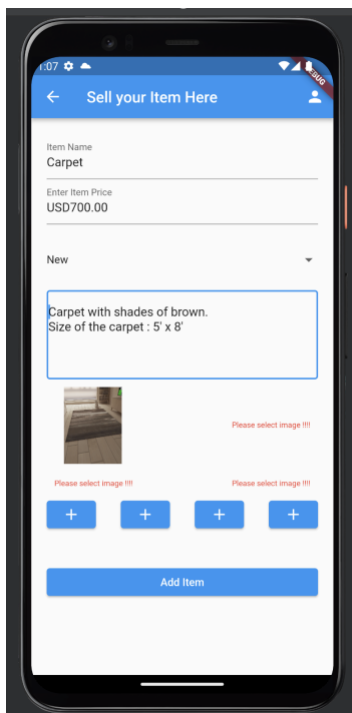 1:07
DEBUG
Sell your Item Here
Item Name
Carpet
Enter Item Price
USD700.00
New
Carpet with shades of brown.
Size of the carpet : 5' x 8'
Please select image !!!!
Please select image !!!!
Please select image !!!!
+ + + +
Add Item